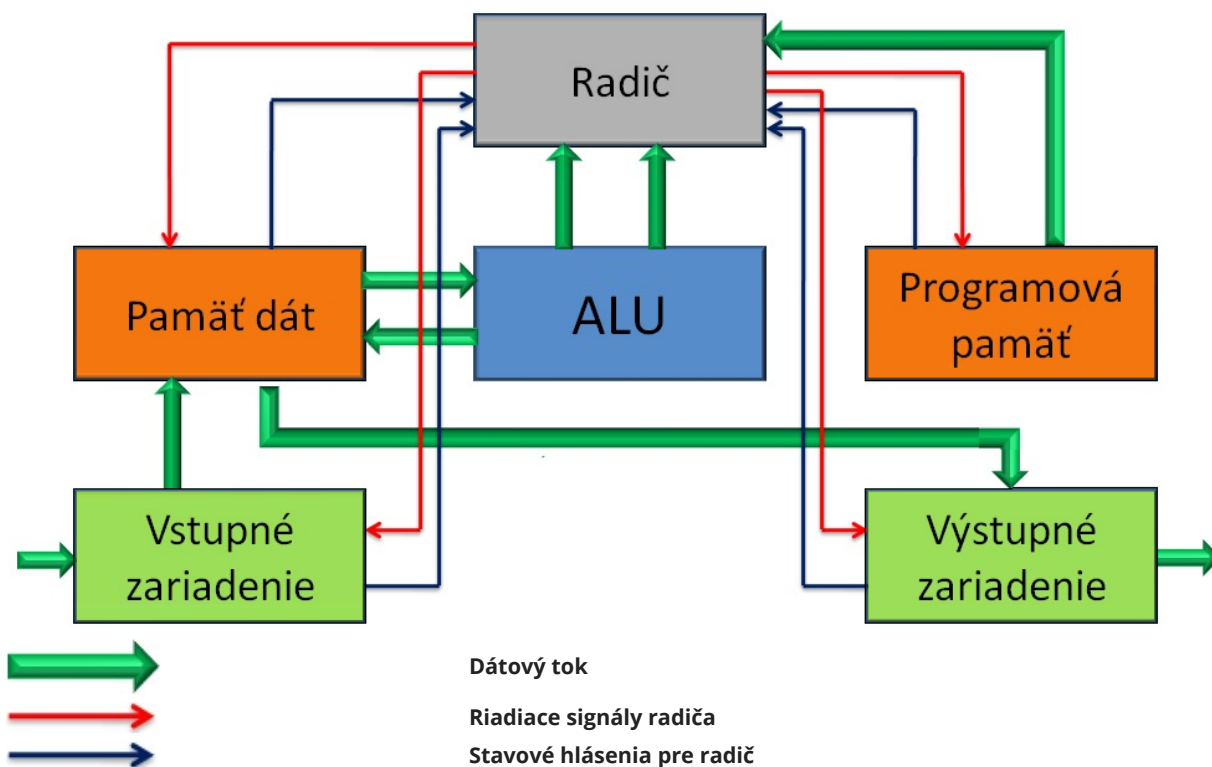 Radič
Pamäť dát
ALU
Programová
pamäť
Vstupné
zariadenie
Výstupné
zariadenie
Dátový tok
Riadiace signály radiča
Stavové hlásenia pre radič